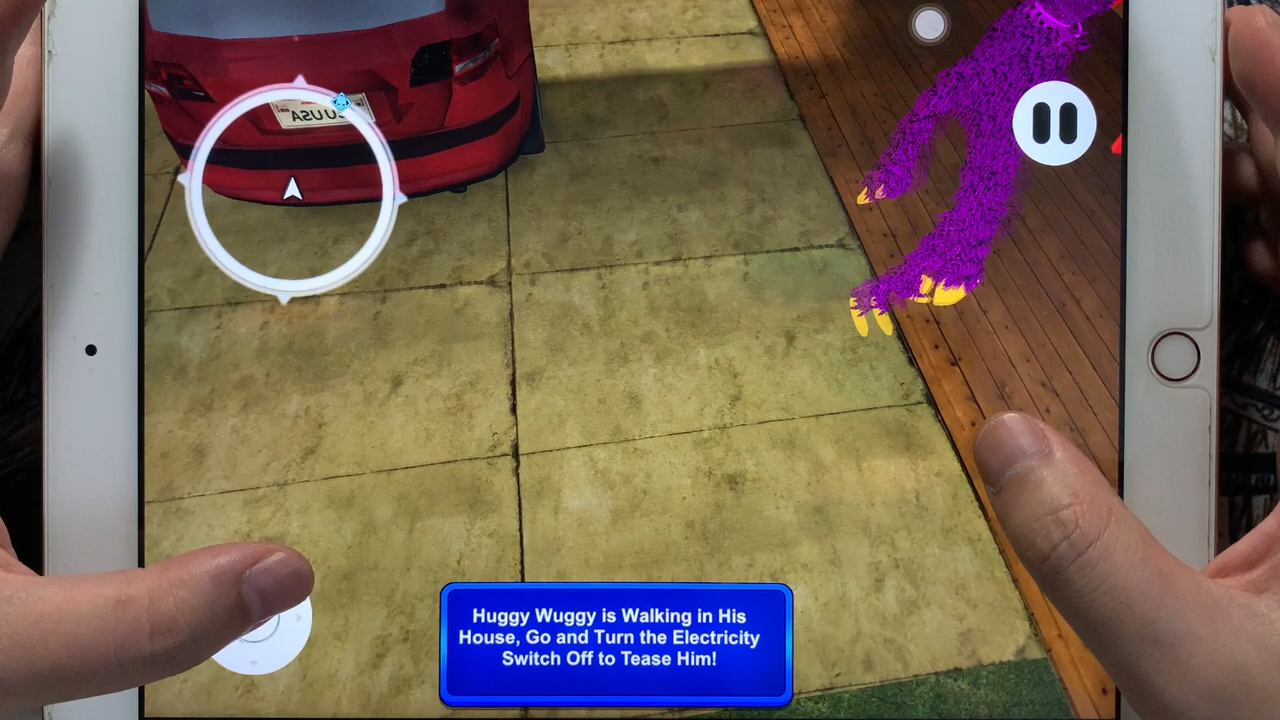 Huggy Wuggy is Walking in His
House, Go and Turn the Electricity
Switch Off to Tease Him!